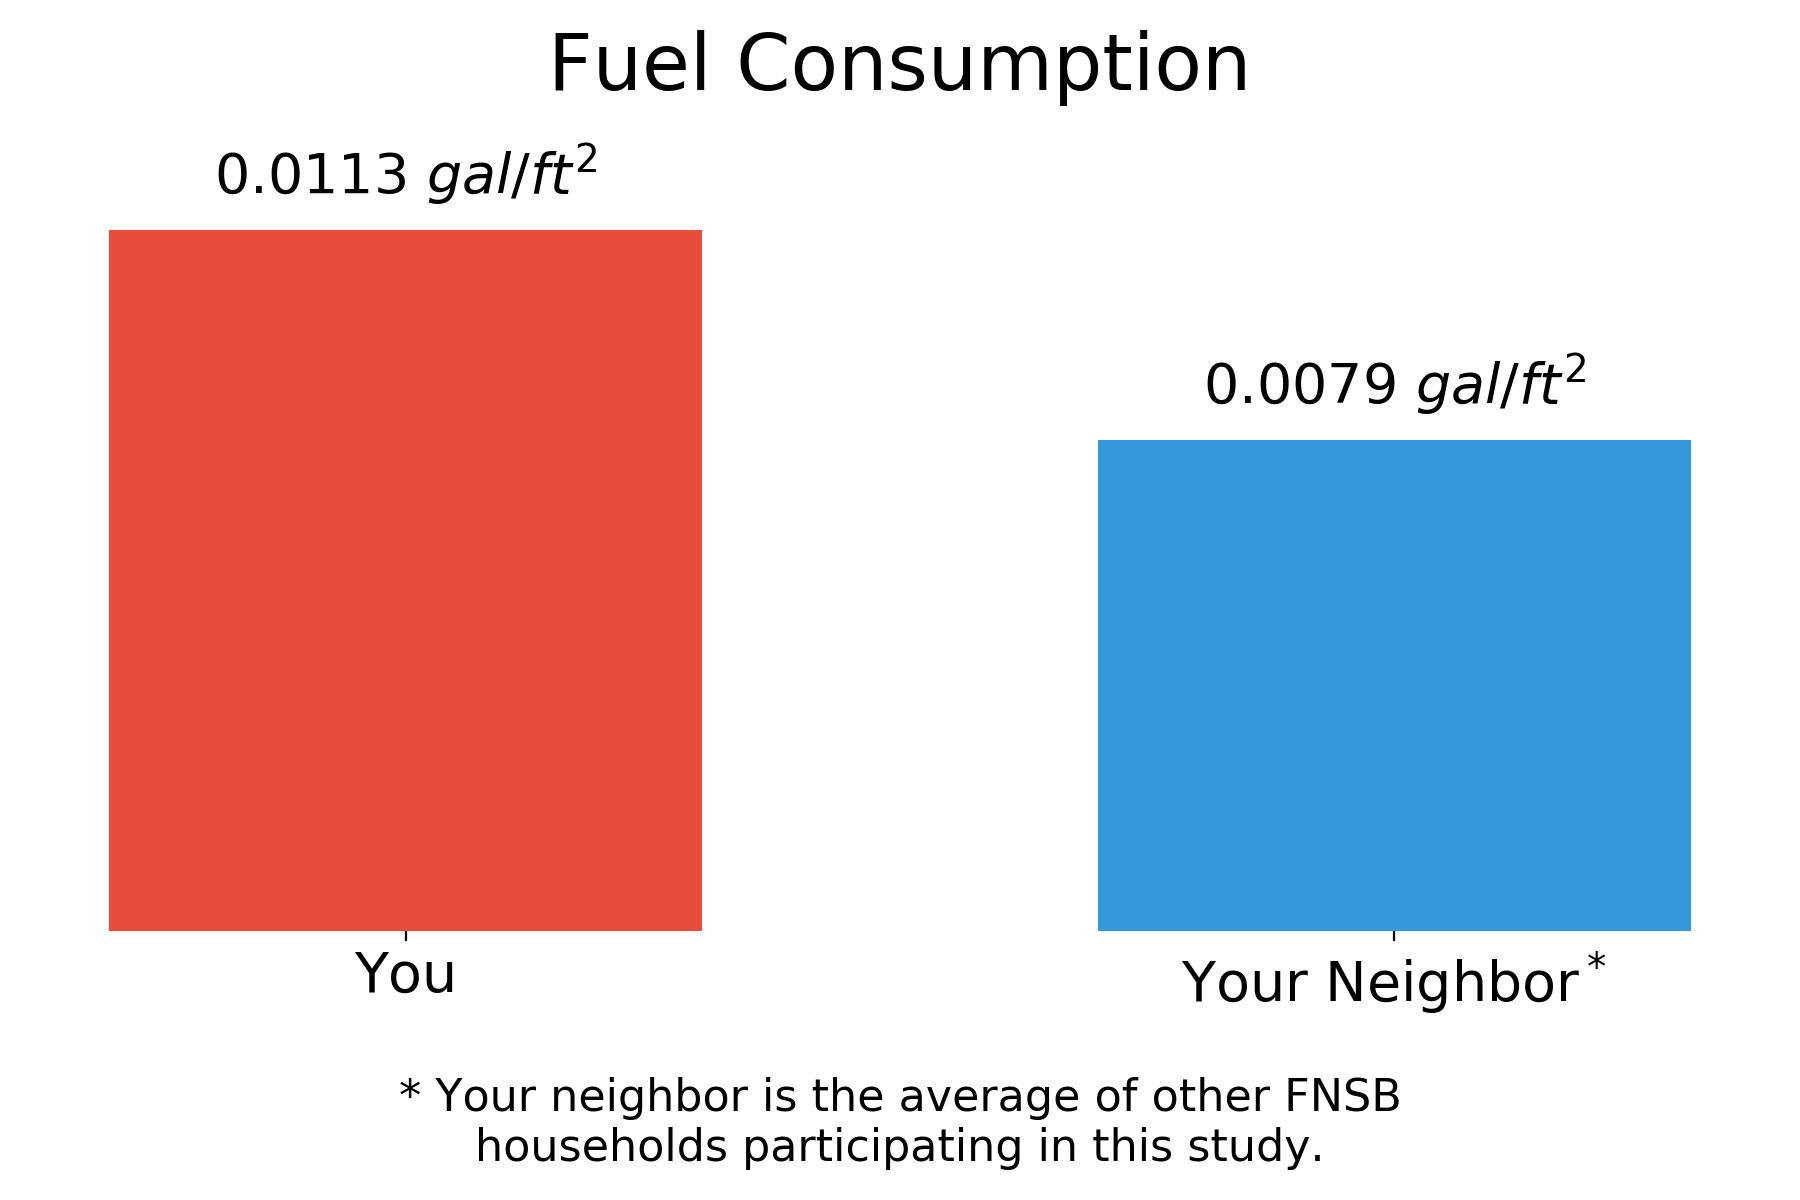 Fuel Consumption
0.0113 gal/ft²
0.0079 gal/ft²
You
Your Neighbor*
* Your neighbor is the average of other FNSB
households participating in this study.